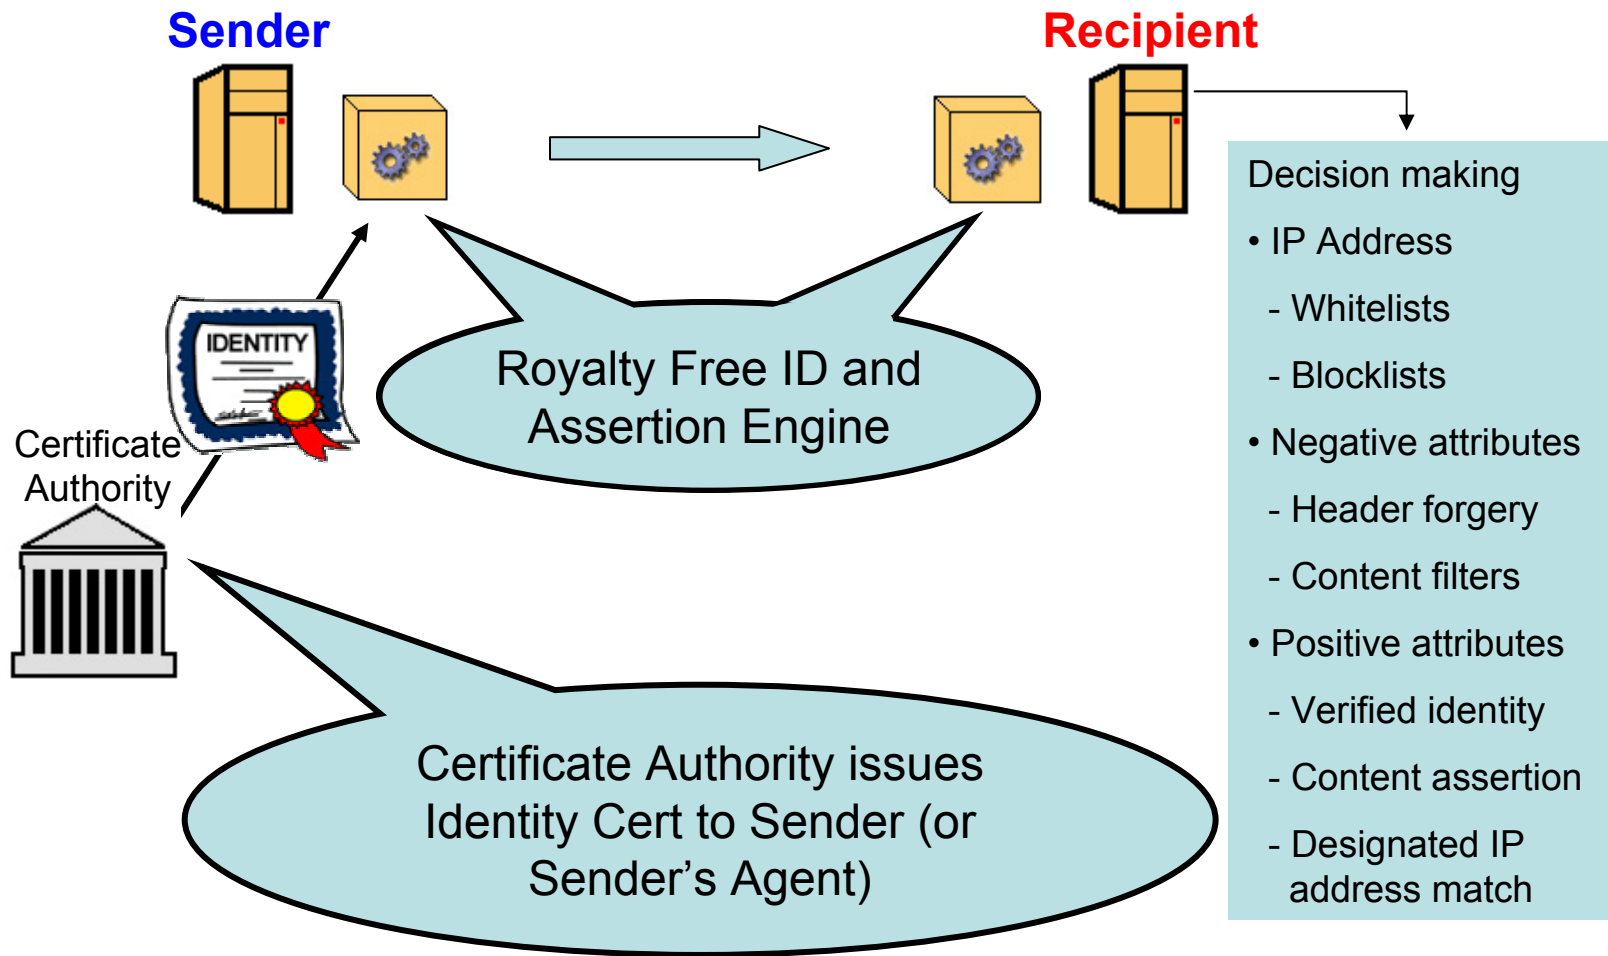 Sender
Recipient
IDENTITY
Certificate
Authority
Royalty Free ID and
Assertion Engine
Certificate Authority issues
Identity Cert to Sender (or
Sender’s Agent)
Decision making
• IP Address
- Whitelists
- Blocklists
• Negative attributes
- Header forgery
- Content filters
• Positive attributes
- Verified identity
- Content assertion
- Designated IP
address match